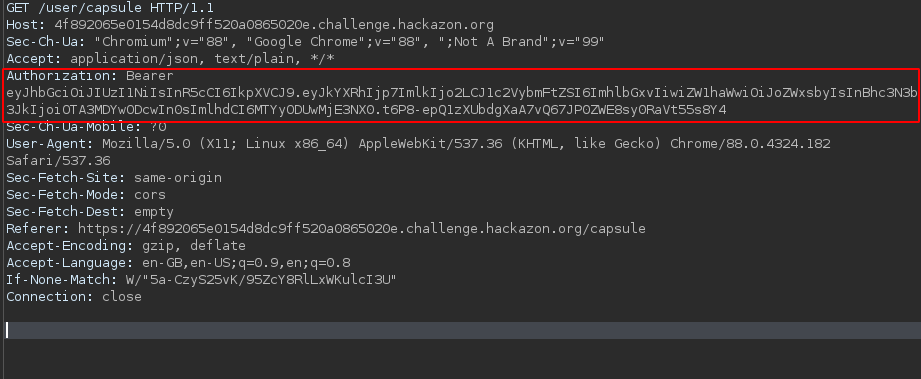 GET /user/capsule HTTP/1.1
Host: 4f892065e0154d8dc9ff520a0865020e.challenge.hackazon.org
Sec-Ch-Ua: "Chromium";v="88", "Google Chrome";v="88", ";Not A Brand";v="99"
Accept: application/json, text/plain, */*
Authorization: Bearer
eyJhbGciOiJIUzI1NiIsInR5cCI6IkpXVCJ9.eyJkYXRhIjp7ImlkIjo2LCJ1c2VybmFtZSI6ImhlbGxvIiwiZW1haWwiOiJoZWxsbyIsInBhc3N3b
3JkIjoiOTA3MDYwODcwIn0sImlhdCI6MTYyODUwMjE3NX0.t6P8-epQ1zXUbdgXaA7vQ67JP0ZWE8sy0RaVt55s8Y4
Sec-Ch-Ua-Mobile: ?0
User-Agent: Mozilla/5.0 (X11; Linux x86_64) AppleWebKit/537.36 (KHTML, like Gecko) Chrome/88.0.4324.182
Safari/537.36
Sec-Fetch-Site: same-origin
Sec-Fetch-Mode: cors
Sec-Fetch-Dest: empty
Referer: https://4f892065e0154d8dc9ff520a0865020e.challenge.hackazon.org/capsule
Accept-Encoding: gzip, deflate
Accept-Language: en-GB,en-US;q=0.9,en;q=0.8
If-None-Match: W/"5a-CzyS25vK/95ZcY8RlLxWKulcI3U"
Connection: close